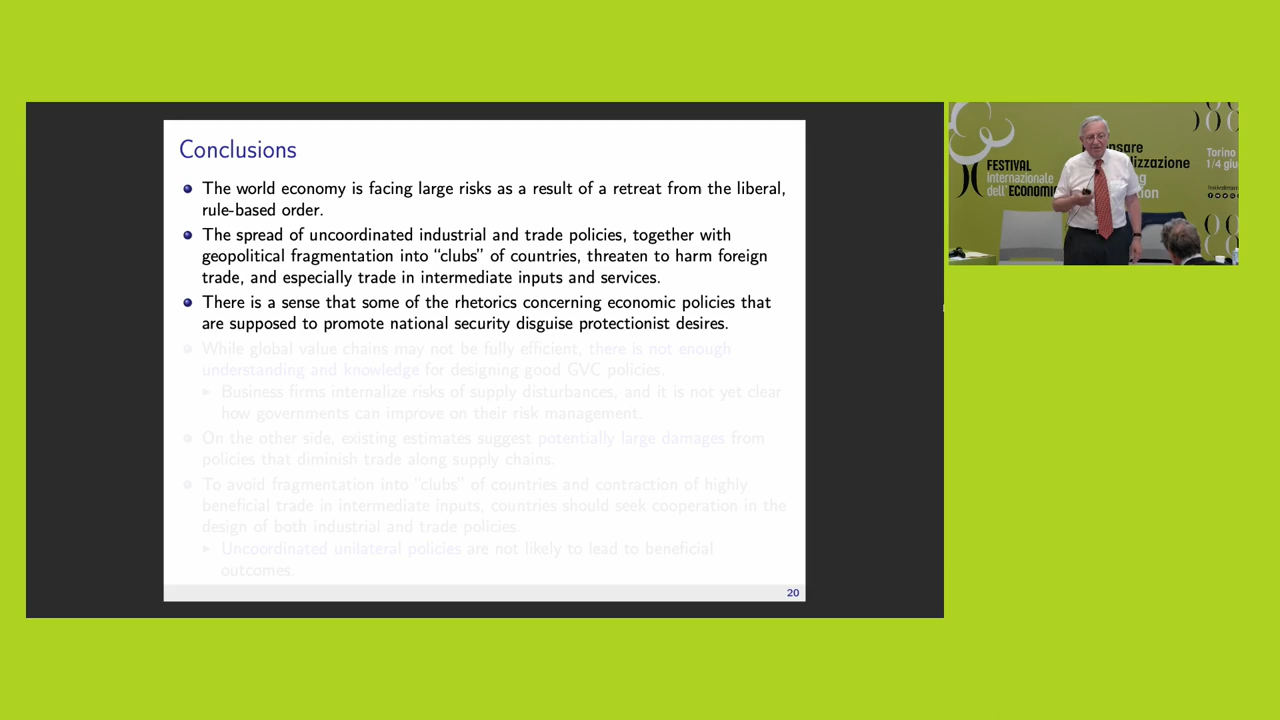 Conclusions
The world economy is facing large risks as a result of a retreat from the liberal,
rule-based order.
The spread of uncoordinated industrial and trade policies, together with
geopolitical fragmentation into “clubs” of countries, threaten to harm foreign
trade, and especially trade in intermediate inputs and services.
There is a sense that some of the rhetorics concerning economic policies that
are supposed to promote national security disguise protectionist desires.
While global value chains may not be fully efficient, there is not enough
understanding and knowledge for designing good GVC policies.
Business firms internalize risks of supply disturbances, and it is not yet clear
how governments can improve on their risk management.
On the other side, existing estimates suggest potentially large damages from
policies that diminish trade along supply chains.
To avoid fragmentation into “clubs” of countries and contraction of highly
beneficial trade in intermediate inputs, countries should seek cooperation in the
design of both industrial and trade policies.
Uncoordinated unilateral policies are not likely to lead to beneficial
outcomes.
20
FESTIVAL
Internazionale
dell'ECONOMIA
Torino
1/4